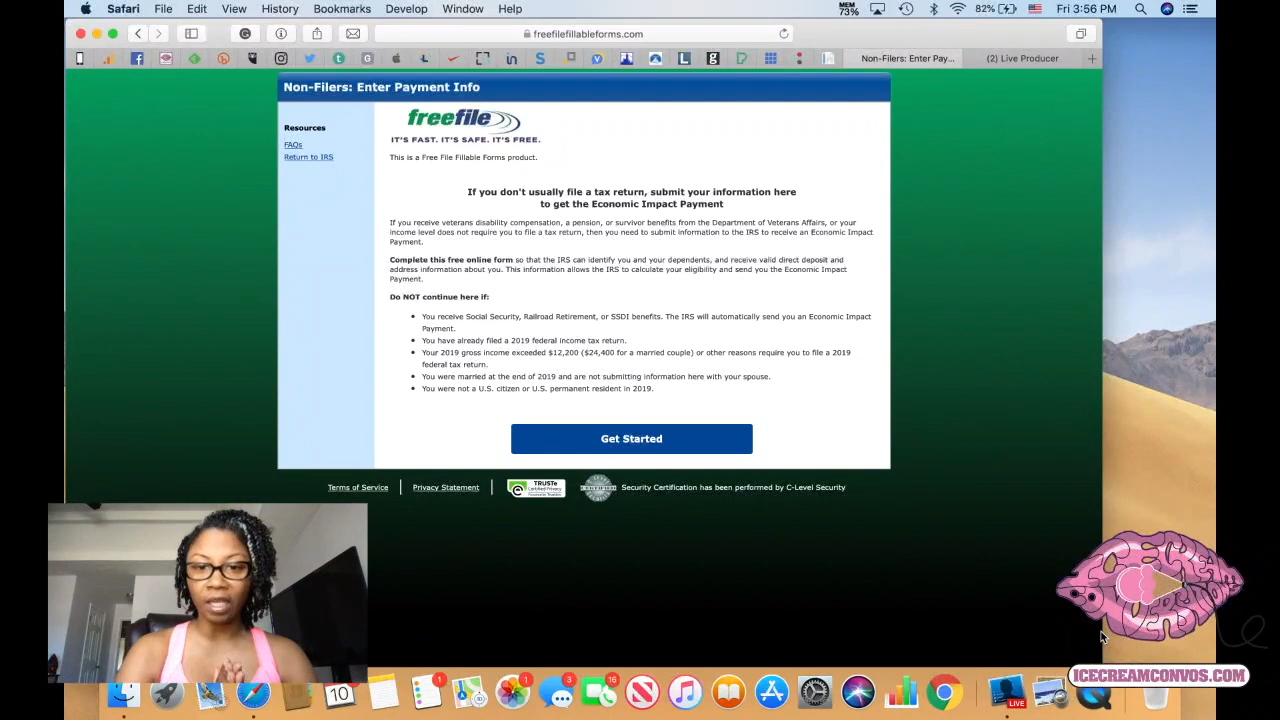 Safari File Edit View History Bookmarks Develop Window Help
MEM 73% 82% Fri 3:56 PM
freefilefillableforms.com
Non-Filers: Enter Pay... (2) Live Producer
Non-Filers: Enter Payment Info
Resources
FAQs
Return to IRS
freefile
IT'S FAST. IT'S SAFE. IT'S FREE.
This is a Free File Fillable Forms product.
If you don't usually file a tax return, submit your information here
to get the Economic Impact Payment
If you receive veterans disability compensation, a pension, or survivor benefits from the Department of Veterans Affairs, or your
income level does not require you to file a tax return, then you need to submit information to the IRS to receive an Economic Impact
Payment.
Complete this free online form so that the IRS can identify you and your dependents, and receive valid direct deposit and
address information about you. This information allows the IRS to calculate your eligibility and send you the Economic Impact
Payment.
Do NOT continue here if:
You receive Social Security, Railroad Retirement, or SSDI benefits. The IRS will automatically send you an Economic Impact
Payment.
You have already filed a 2019 federal income tax return.
Your 2019 gross income exceeded $12,200 ($24,400 for a married couple) or other reasons require you to file a 2019
federal tax return.
You were married at the end of 2019 and are not submitting information here with your spouse.
You were not a U.S. citizen or U.S. permanent resident in 2019.
Get Started
Terms of Service Privacy Statement TRUSTe Certified Privacy Security Certification has been performed by C-Level Security
ICECREAMCONVOS.COM
10 1 1 3 16 LIVE